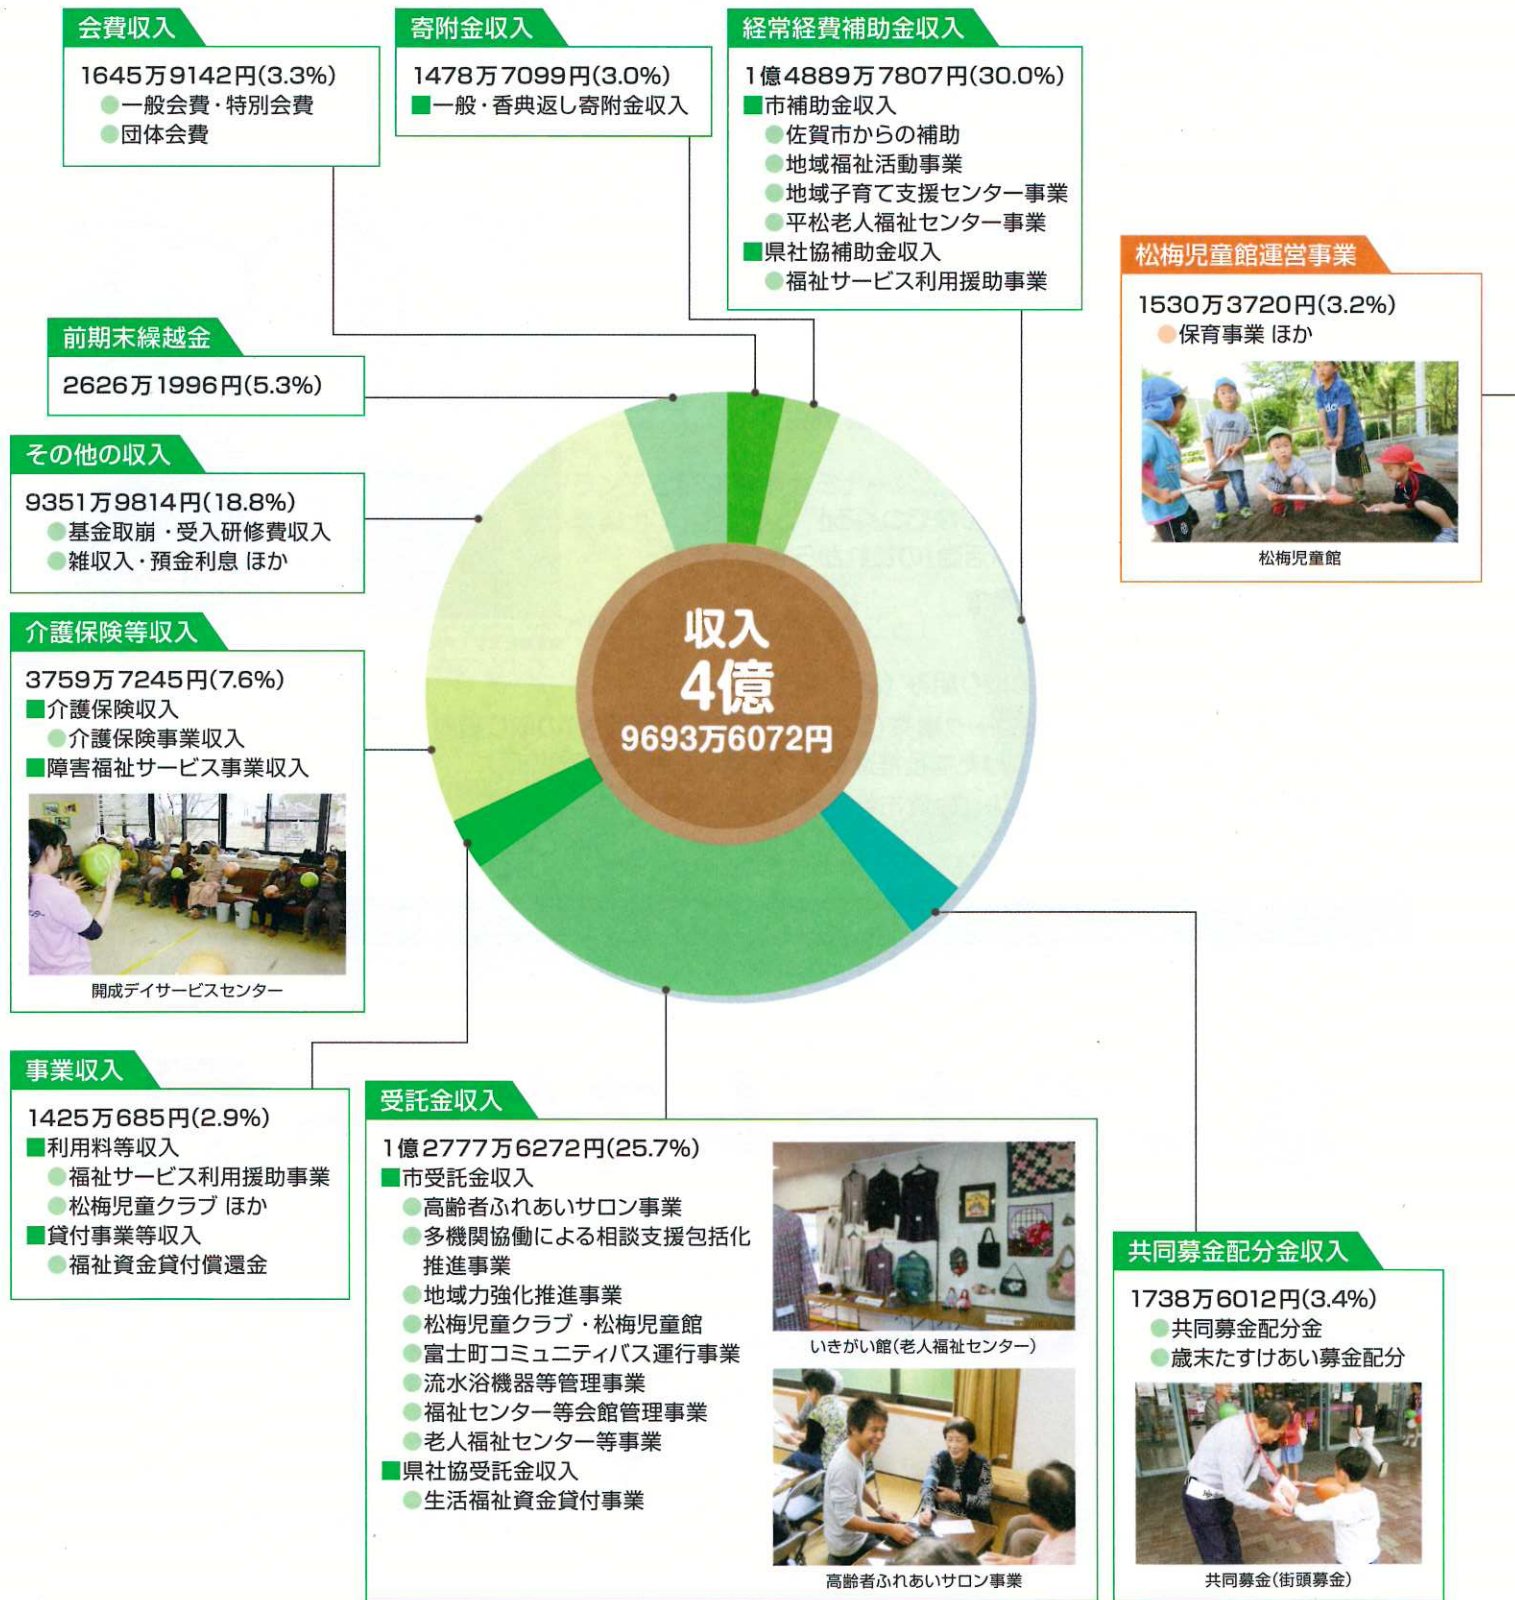 会費収入
1645万9142円(3.3%)
●一般会費・特別会費
●団体会費
寄附金収入
1478万7099円(3.0%)
■一般・香典返し寄附金収入
経常経費補助金収入
1億4889万7807円(30.0%)
■市補助金収入
●佐賀市からの補助
●地域福祉活動事業
●地域子育て支援センター事業
●平松老人福祉センター事業
■県社協補助金収入
●福祉サービス利用援助事業
松梅児童館運営事業
1530万3720円(3.2%)
●保育事業 ほか
松梅児童館
前期末繰越金
2626万1996円(5.3%)
その他の収入
9351万9814円(18.8%)
●基金取崩・受入研修費収入
●雑収入・預金利息 ほか
収入
4億
9693万6072円
介護保険等収入
3759万7245円(7.6%)
■介護保険収入
●介護保険事業収入
■障害福祉サービス事業収入
開成デイサービスセンター
事業収入
1425万685円(2.9%)
■利用料等収入
●福祉サービス利用援助事業
●松梅児童クラブ ほか
■貸付事業等収入
●福祉資金貸付償還金
受託金収入
1億2777万6272円(25.7%)
■市受託金収入
●高齢者ふれあいサロン事業
●多機関協働による相談支援包括化
推進事業
●地域力強化推進事業
●松梅児童クラブ・松梅児童館
●富士町コミュニティバス運行事業
●流水浴機器等管理事業
●福祉センター等会館管理事業
●老人福祉センター等事業
■県社協受託金収入
●生活福祉資金貸付事業
いきがい館(老人福祉センター)
高齢者ふれあいサロン事業
共同募金配分金収入
1738万6012円(3.4%)
●共同募金配分金
●歳末たすけあい募金配分
共同募金(街頭募金)